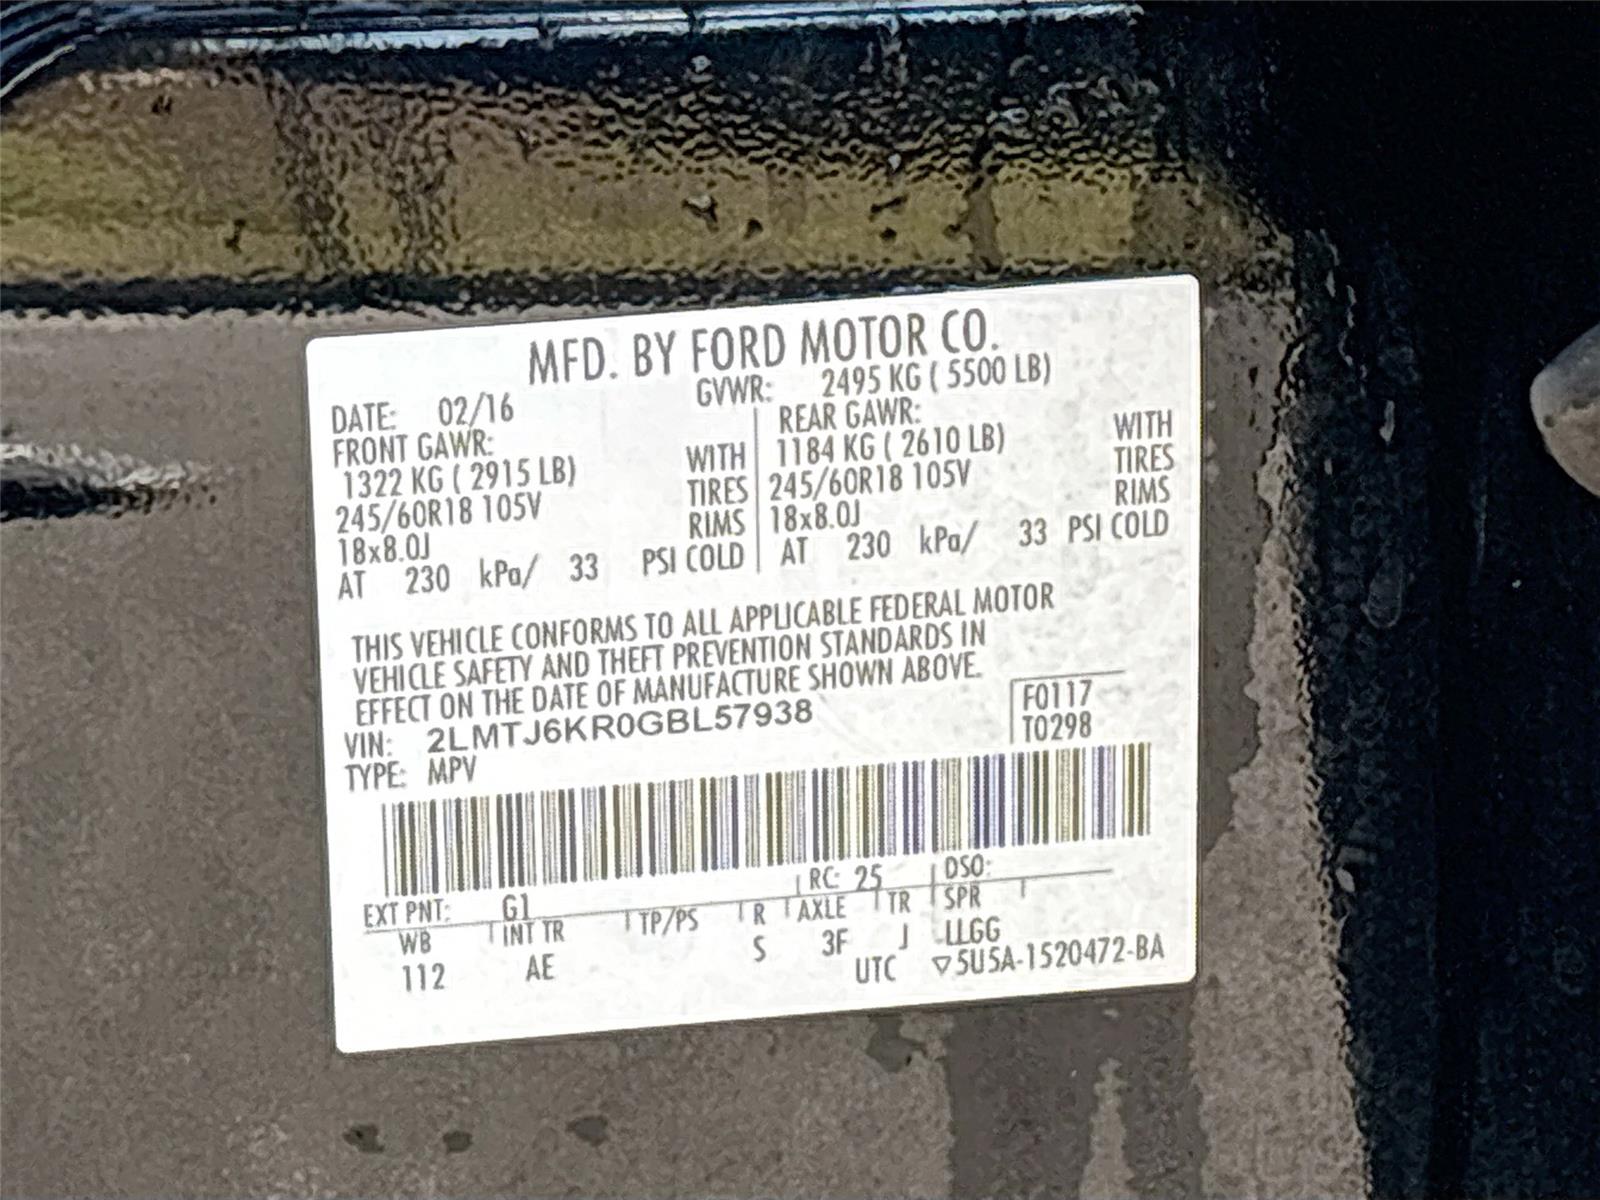 MFD. BY FORD MOTOR CO.
DATE: 02/16 GVWR: 2495 KG ( 5500 LB)
FRONT GAWR: REAR GAWR:
1322 KG ( 2915 LB) WITH 1184 KG ( 2610 LB) WITH
245/60R18 105V TIRES 245/60R18 105V TIRES
18x8.0J RIMS 18x8.0J RIMS
AT 230 kPa/ 33 PSI COLD AT 230 kPa/ 33 PSI COLD
THIS VEHICLE CONFORMS TO ALL APPLICABLE FEDERAL MOTOR
VEHICLE SAFETY AND THEFT PREVENTION STANDARDS IN
EFFECT ON THE DATE OF MANUFACTURE SHOWN ABOVE.
VIN: 2LMTJ6KR0GBL57938 F0117
TYPE: MPV T0298
EXT PNT: G1 RC: 25 DSO:
WB INT TR TP/PS R AXLE TR SPR
112 AE S 3F J LLGG
UTC ▽5U5A-1520472-BA